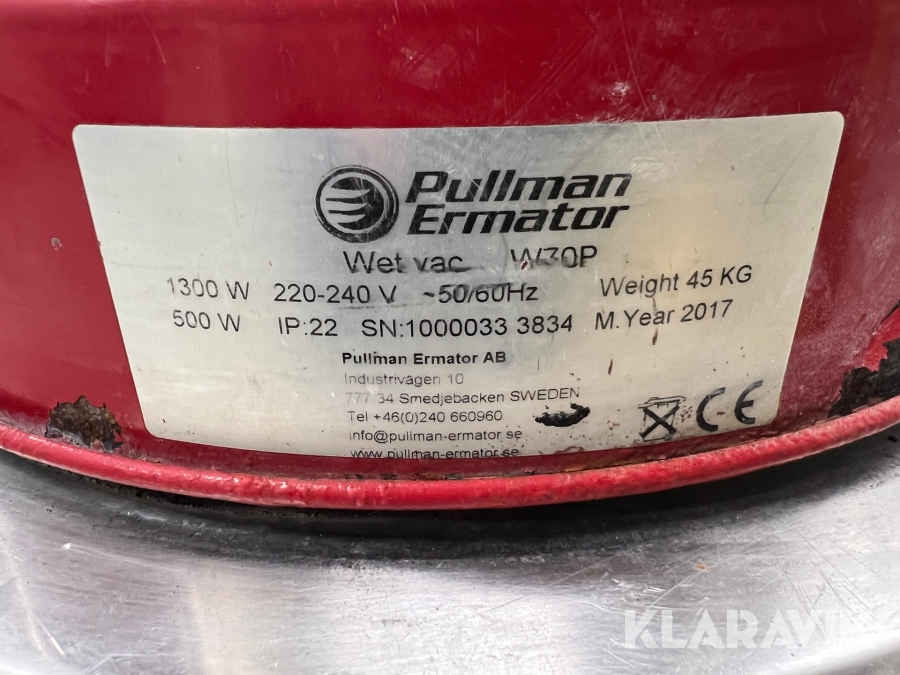 Pullman
Ermator
Wet vac W30P
1300 W 220-240 V ~50/60Hz Weight 45 KG
500 W IP:22 SN:1000033 3834 M.Year 2017
Pullman Ermator AB
Industrivägen 10
777 34 Smedjebacken SWEDEN
Tel +46(0)240 660960
info@pullman-ermator.se
www.pullman-ermator.se
CE
KLARAVIK